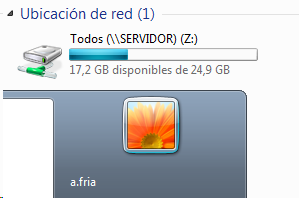 Ubicación de red (1)
Todos (\\SERVIDOR) (Z:)
17,2 GB disponibles de 24,9 GB
a.fria